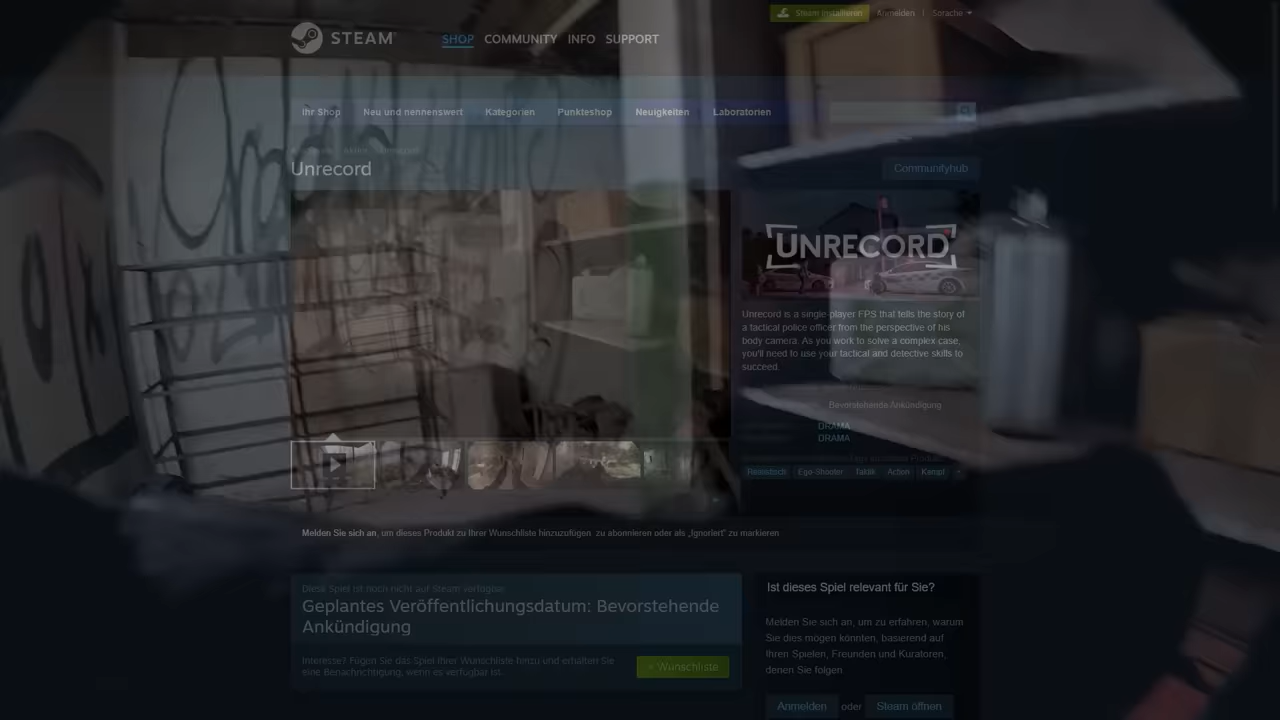 Steam installieren
Anmelden | Sprache
STEAM
SHOP COMMUNITY INFO SUPPORT
Ihr Shop Neu und nennenswert Kategorien Punkteshop Neuigkeiten Laboratorien
Unrecord
Communityhub
UNRECORD
Unrecord is a single-player FPS that tells the story
of a tactical police officer from the perspective of his
body camera. As you work to solve a complex case,
you'll need to use your tactical and detective skills to
succeed.
Bevorstehende Ankündigung
DRAMA
DRAMA
Realistisch Ego-Shooter Taktik Action Kampf +
Melden Sie sich an, um dieses Produkt zu Ihrer Wunschliste hinzuzufügen, zu abonnieren oder als „Ignoriert" zu markieren
Dieses Spiel ist noch nicht auf Steam verfügbar
Geplantes Veröffentlichungsdatum: Bevorstehende
Ankündigung
Interesse? Fügen Sie das Spiel Ihrer Wunschliste hinzu und erhalten Sie
eine Benachrichtigung, wenn es verfügbar ist.
+ Wunschliste
Ist dieses Spiel relevant für Sie?
Melden Sie sich an, um zu erfahren, warum
Sie dies mögen könnten, basierend auf
Ihren Spielen, Freunden und Kuratoren,
denen Sie folgen.
Anmelden oder Steam öffnen